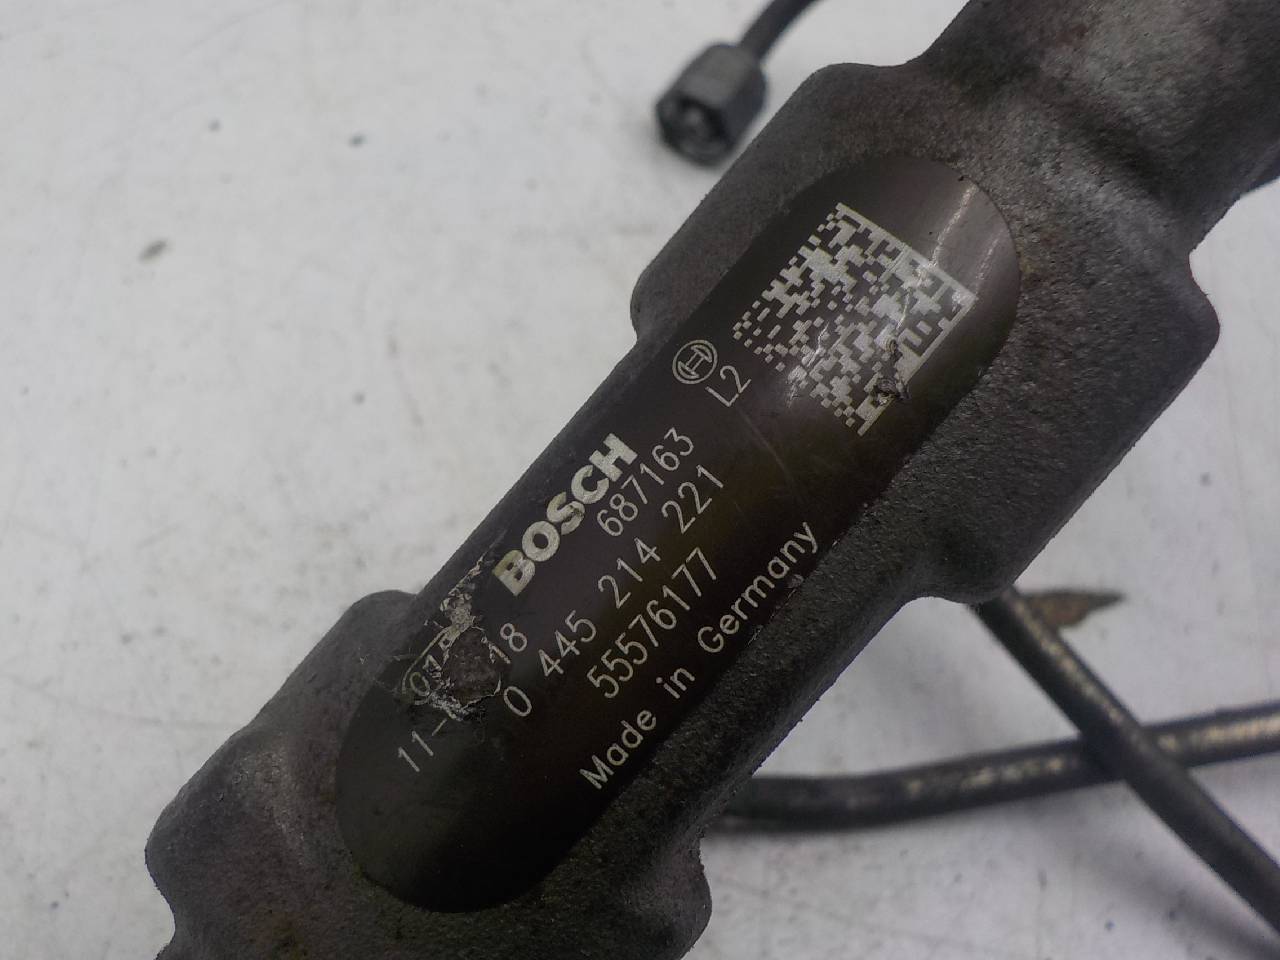 BOSCH
687163
L2
18
0 445 214 221
55576177
Made in Germany